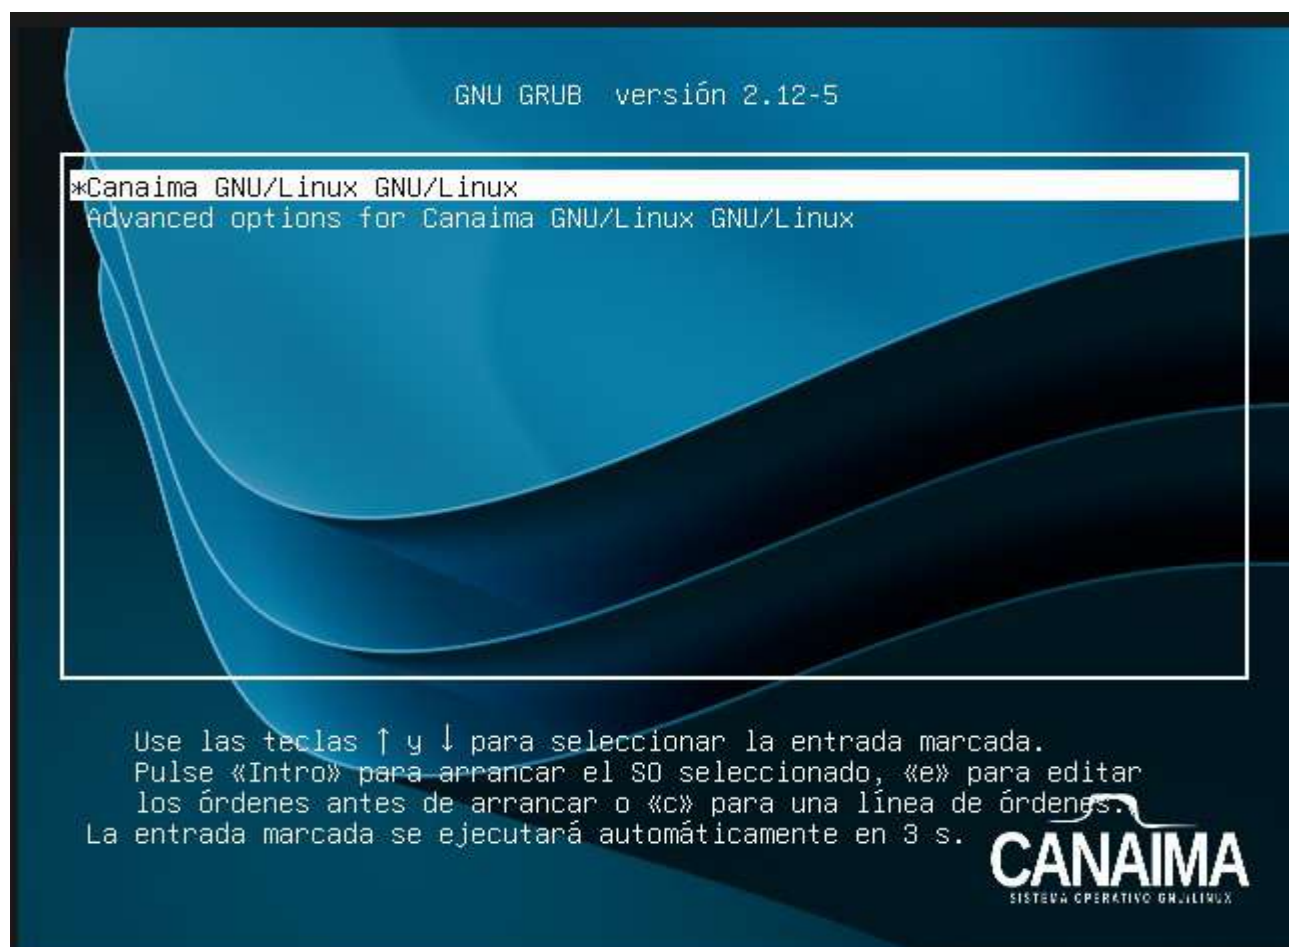 GNU GRUB versión 2.12-5
*Canaima GNU/Linux GNU/Linux
Advanced options for Canaima GNU/Linux GNU/Linux
Use las teclas ↑ y ↓ para seleccionar la entrada marcada.
Pulse «Intro» para arrancar el SO seleccionado, «e» para editar
los órdenes antes de arrancar o «c» para una línea de órdenes.
La entrada marcada se ejecutará automáticamente en 3 s.
CANAIMA
SISTEMA OPERATIVO GNU/LINUX